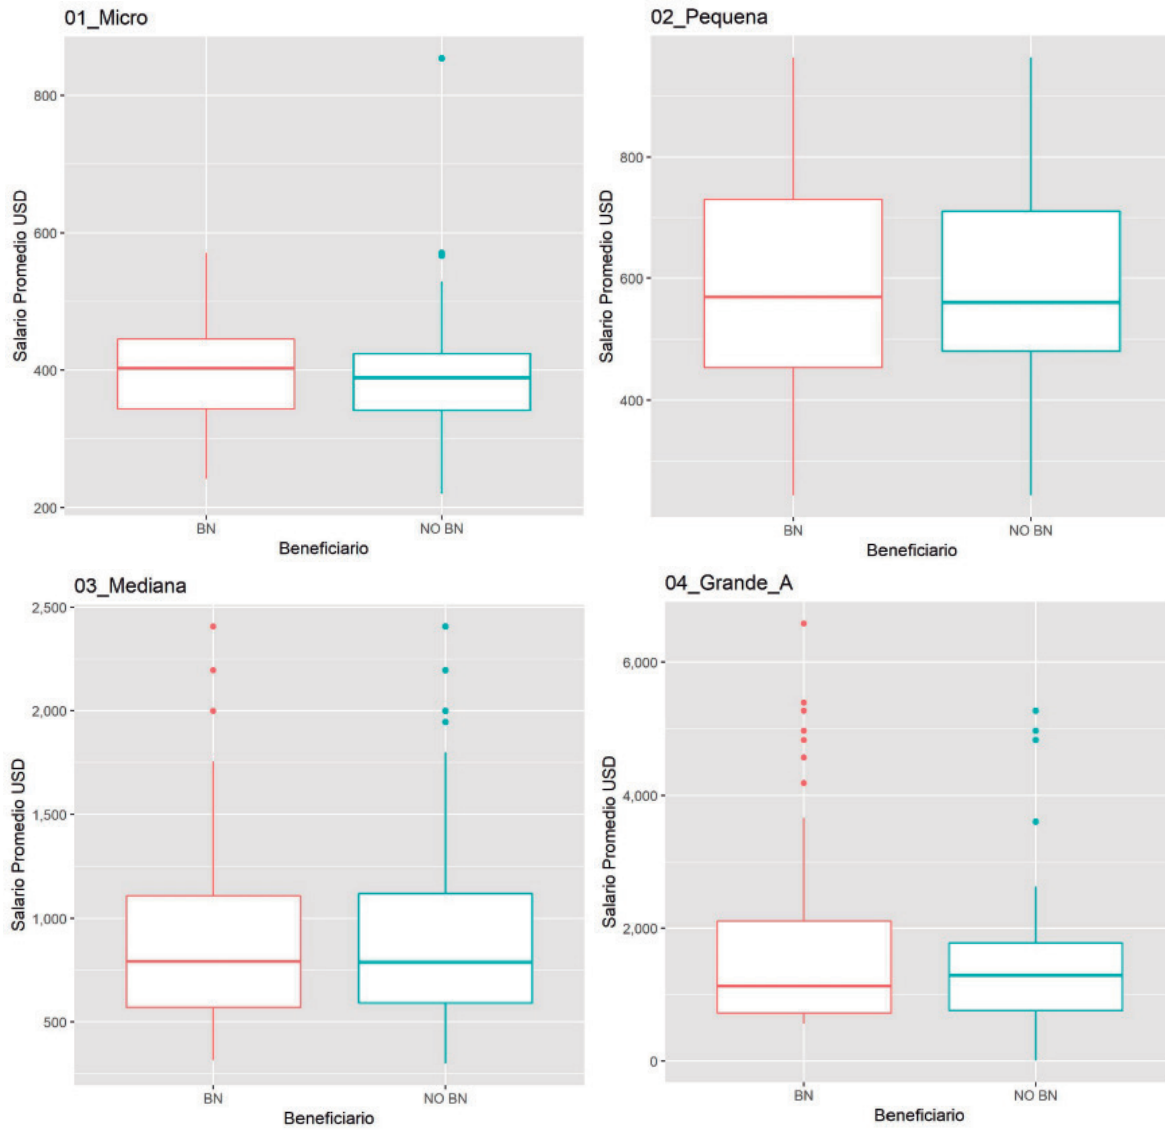 01_Micro
800
600
400
200
Salario Promedio USD
BN
NO BN
Beneficiario
02_Pequena
800
600
400
Salario Promedio USD
BN
NO BN
Beneficiario
03_Mediana
2,500
2,000
1,500
1,000
500
Salario Promedio USD
BN
NO BN
Beneficiario
04_Grande_A
6,000
4,000
2,000
0
Salario Promedio USD
BN
NO BN
Beneficiario